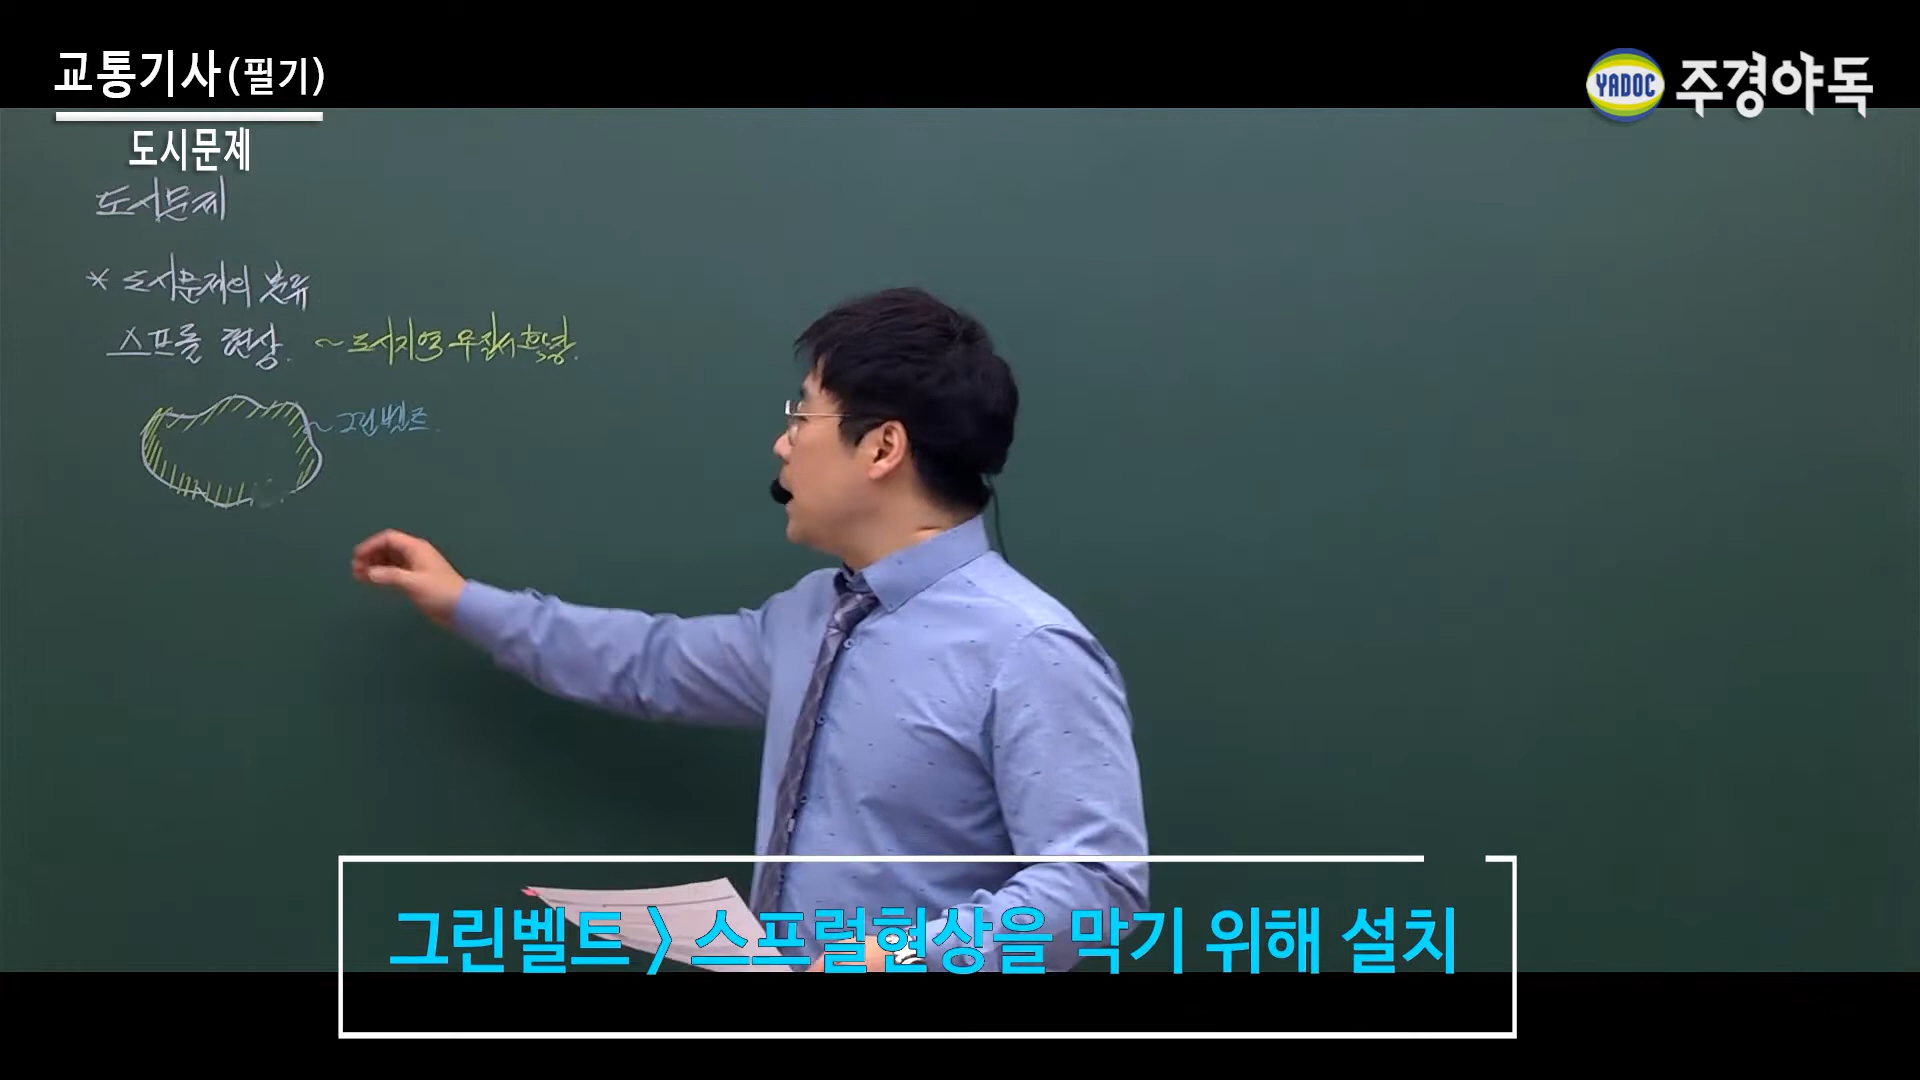 교통기사(필기)
YADOC 주경야독
도시문제
도시문제
* 도시문제의 분류
스프롤 현상. ~도시지역 무질서 확장.
~그린벨트.
그린벨트 > 스프럴현상을 막기 위해 설치